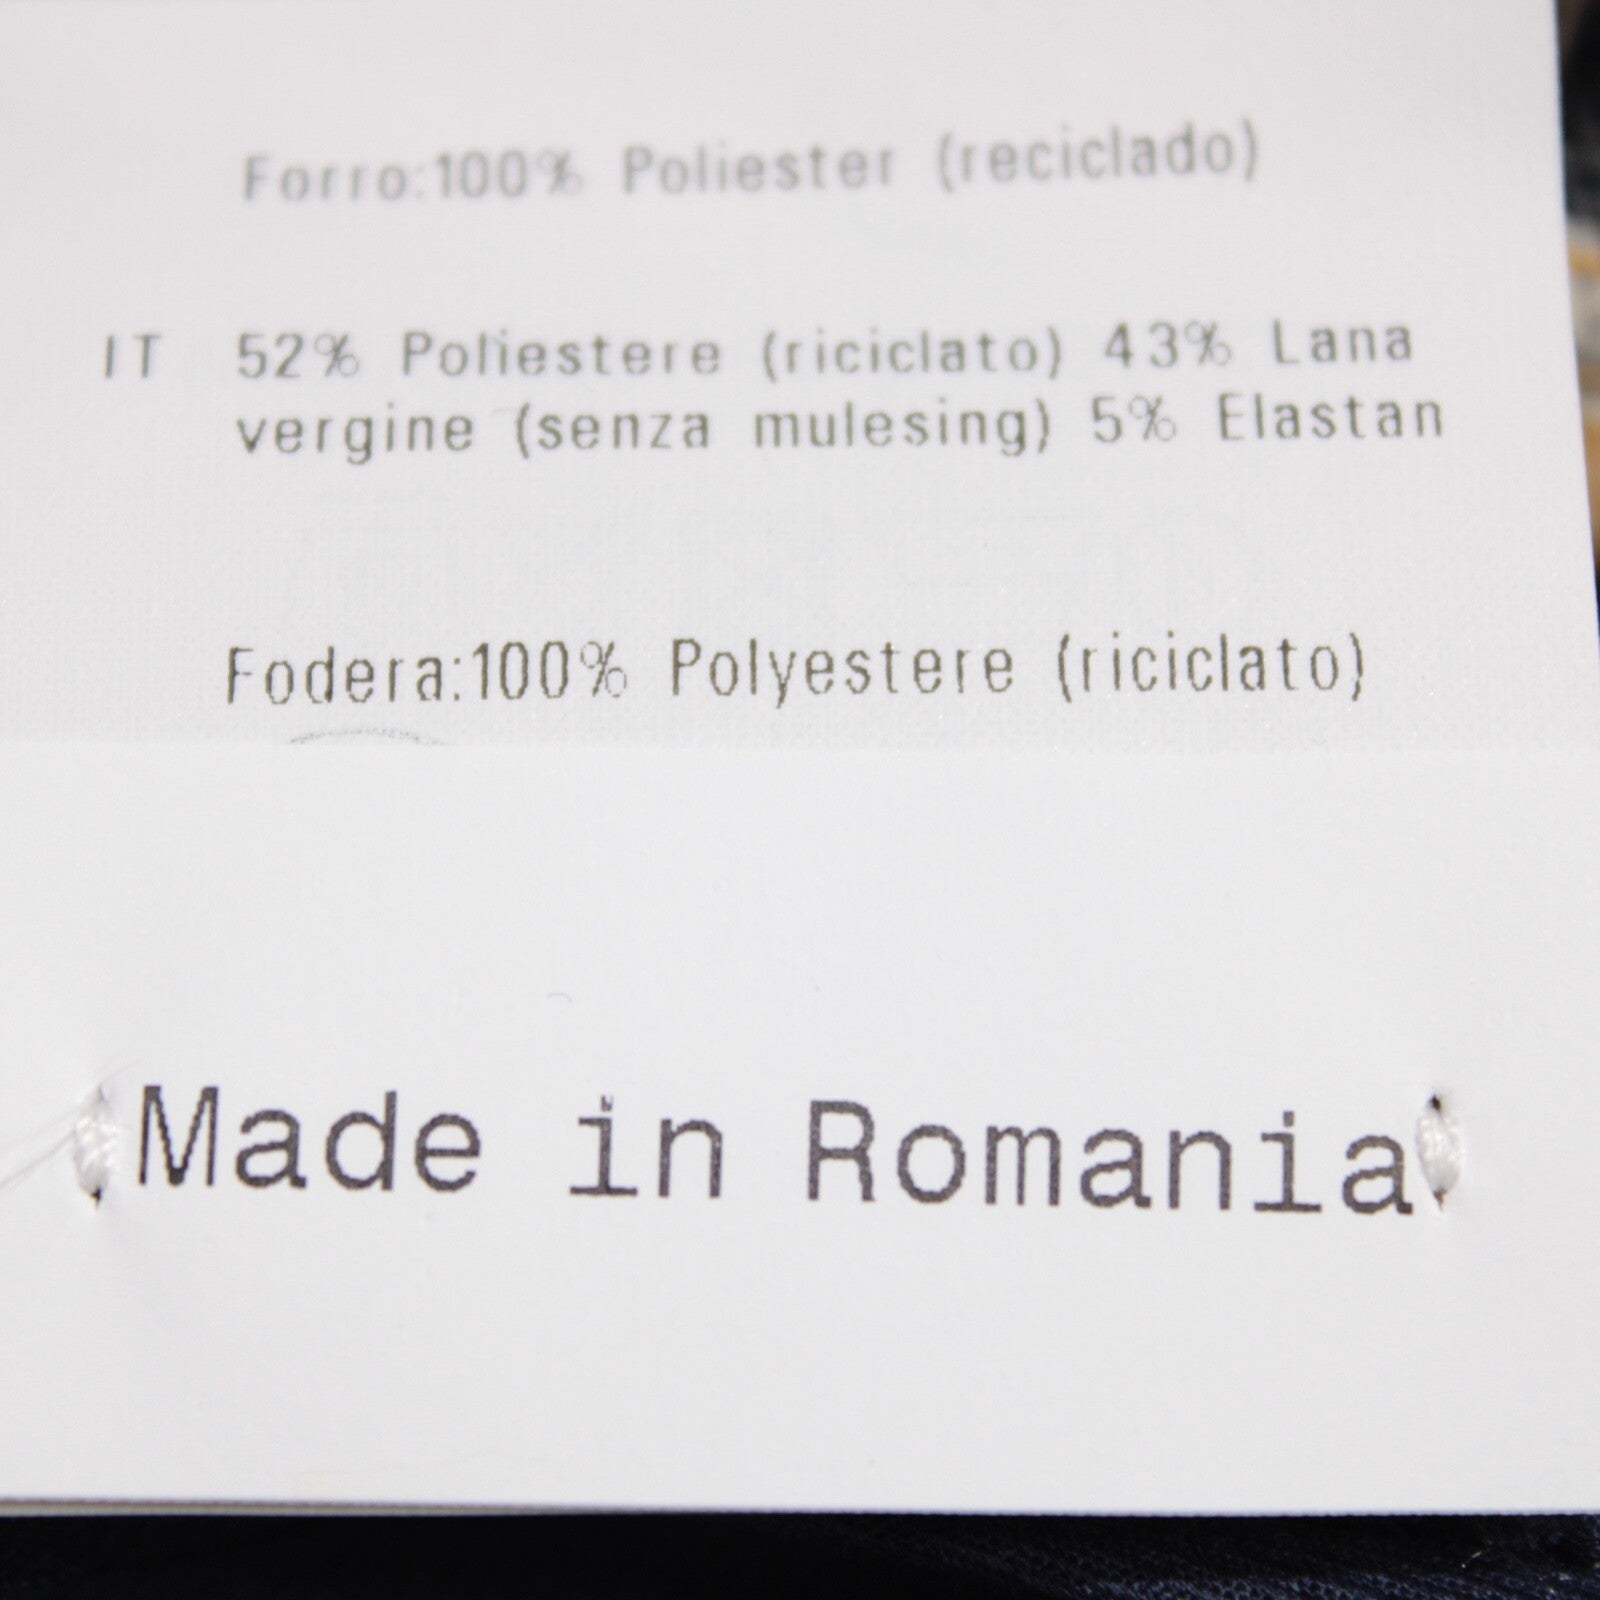 Forro:100% Poliester (reciclado)
IT 52% Poliestere (riciclato) 43% Lana
vergine (senza mulesing) 5% Elastan
Fodera:100% Polyestere (riciclato)
Made in Romania